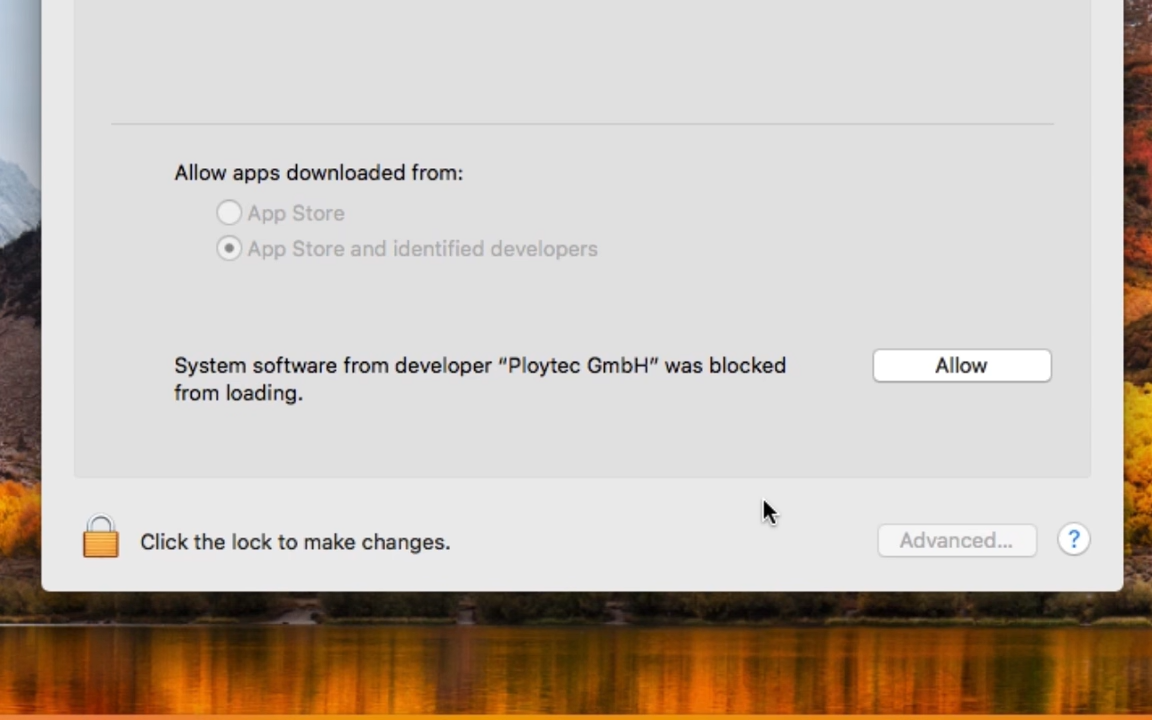 Allow apps downloaded from:
App Store
App Store and identified developers
System software from developer “Ploytec GmbH” was blocked
from loading.
Allow
Click the lock to make changes.
Advanced...
?